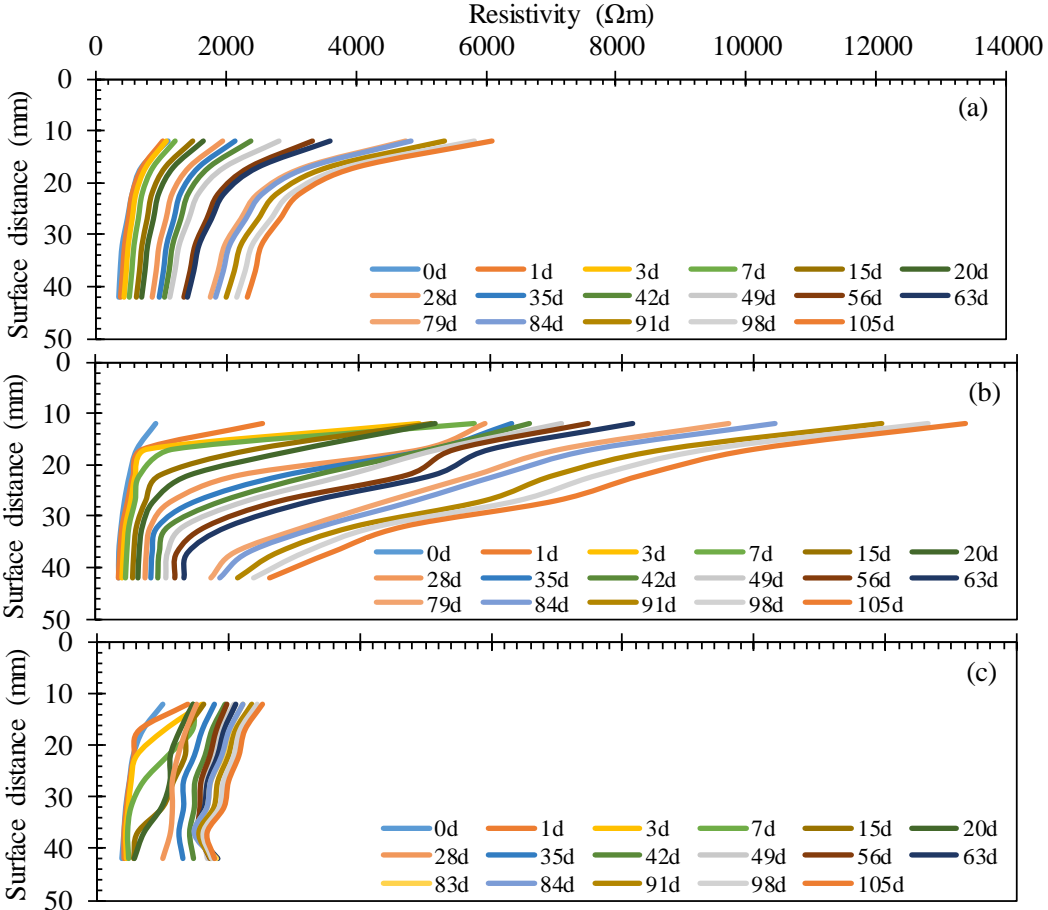 Resistivity (Ωm)
0 2000 4000 6000 8000 10000 12000 14000
Surface distance (mm)
0
10
20
30
40
50
(a)
0d 1d 3d 7d 15d 20d
28d 35d 42d 49d 56d 63d
79d 84d 91d 98d 105d
Surface distance (mm)
0
10
20
30
40
50
(b)
0d 1d 3d 7d 15d 20d
28d 35d 42d 49d 56d 63d
79d 84d 91d 98d 105d
Surface distance (mm)
0
10
20
30
40
50
(c)
0d 1d 3d 7d 15d 20d
28d 35d 42d 49d 56d 63d
83d 84d 91d 98d 105d